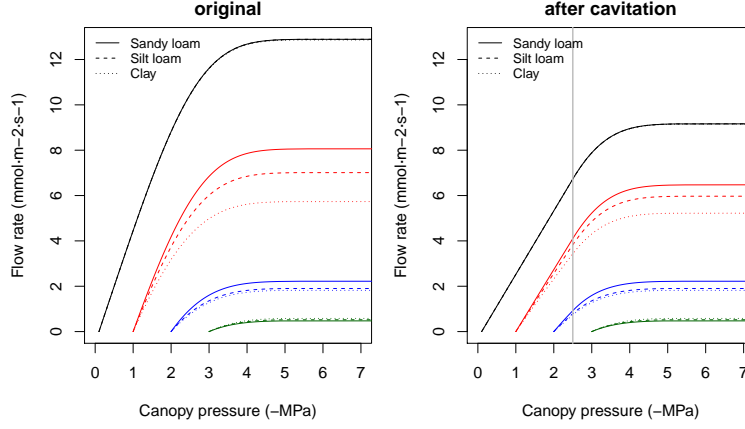 original
Sandy loam
Silt loam
Clay
Flow rate (mmol·m−2·s−1)
0 2 4 6 8 10 12
0 1 2 3 4 5 6 7
Canopy pressure (−MPa)
after cavitation
Sandy loam
Silt loam
Clay
Flow rate (mmol·m−2·s−1)
0 2 4 6 8 10 12
0 1 2 3 4 5 6 7
Canopy pressure (−MPa)